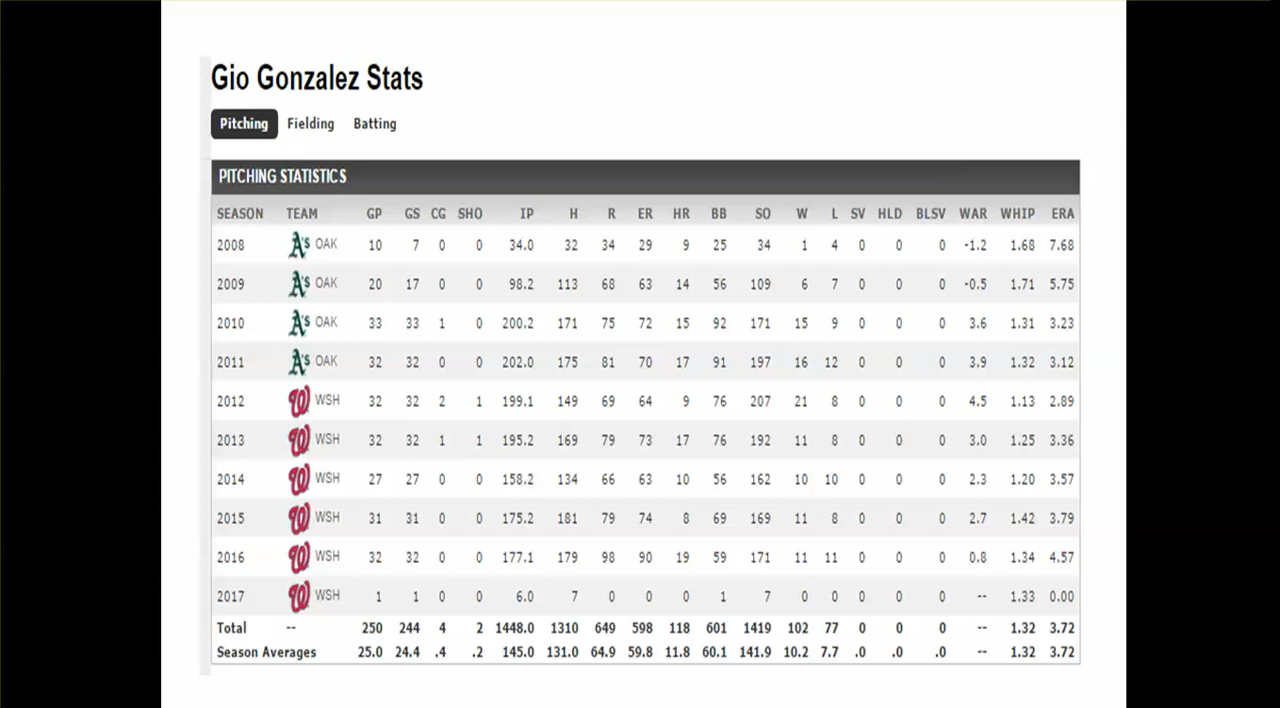 Gio Gonzalez Stats
Pitching Fielding Batting
PITCHING STATISTICS
SEASON TEAM GP GS CG SHO IP H R ER HR BB SO W L SV HLD BLSV WAR WHIP ERA
2008 A's OAK 10 7 0 0 34.0 32 34 29 9 25 34 1 4 0 0 0 -1.2 1.68 7.68
2009 A's OAK 20 17 0 0 98.2 113 68 63 14 56 109 6 7 0 0 0 -0.5 1.71 5.75
2010 A's OAK 33 33 1 0 200.2 171 75 72 15 92 171 15 9 0 0 0 3.6 1.31 3.23
2011 A's OAK 32 32 0 0 202.0 175 81 70 17 91 197 16 12 0 0 0 3.9 1.32 3.12
2012 W WSH 32 32 2 1 199.1 149 69 64 9 76 207 21 8 0 0 0 4.5 1.13 2.89
2013 W WSH 32 32 1 1 195.2 169 79 73 17 76 192 11 8 0 0 0 3.0 1.25 3.36
2014 W WSH 27 27 0 0 158.2 134 66 63 10 56 162 10 10 0 0 0 2.3 1.20 3.57
2015 W WSH 31 31 0 0 175.2 181 79 74 8 69 169 11 8 0 0 0 2.7 1.42 3.79
2016 W WSH 32 32 0 0 177.1 179 98 90 19 59 171 11 11 0 0 0 0.8 1.34 4.57
2017 W WSH 1 1 0 0 6.0 7 0 0 0 1 7 0 0 0 0 0 -- 1.33 0.00
Total -- 250 244 4 2 1448.0 1310 649 598 118 601 1419 102 77 0 0 0 -- 1.32 3.72
Season Averages 25.0 24.4 .4 .2 145.0 131.0 64.9 59.8 11.8 60.1 141.9 10.2 7.7 .0 .0 .0 -- 1.32 3.72